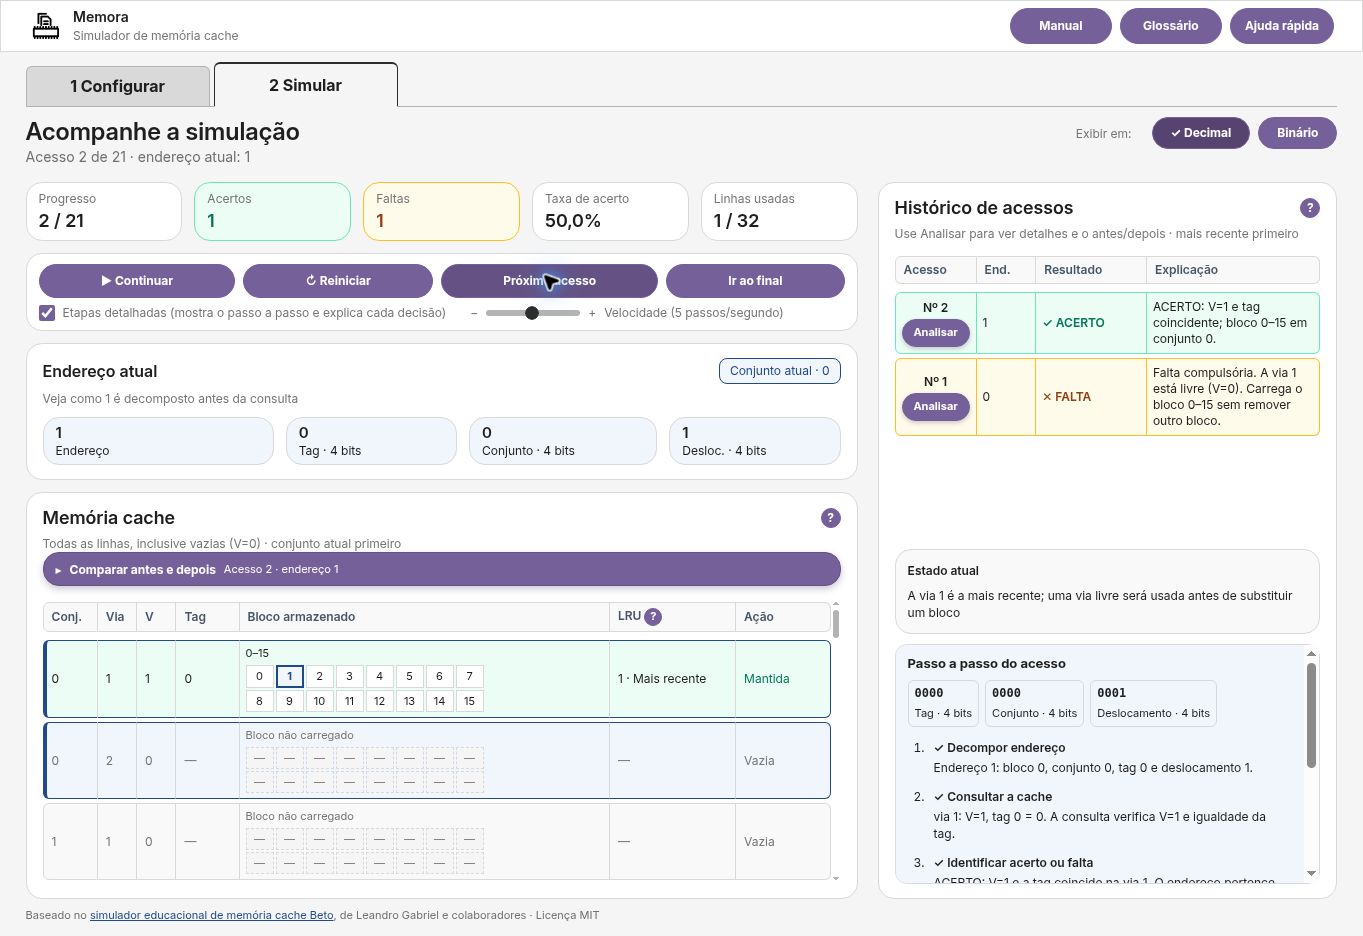 Memora
Simulador de memória cache
Manual
Glossário
Ajuda rápida
1 Configurar
2 Simular
Acompanhe a simulação
Acesso 2 de 21 · endereço atual: 1
Exibir em:
✓ Decimal
Binário
Progresso
2 / 21
Acertos
1
Faltas
1
Taxa de acerto
50,0%
Linhas usadas
1 / 32
▶ Continuar
↻ Reiniciar
Próximo acesso
Ir ao final
Etapas detalhadas (mostra o passo a passo e explica cada decisão)
− + Velocidade (5 passos/segundo)
Endereço atual
Conjunto atual · 0
Veja como 1 é decomposto antes da consulta
1
Endereço
0
Tag · 4 bits
0
Conjunto · 4 bits
1
Desloc. · 4 bits
Memória cache
?
Todas as linhas, inclusive vazias (V=0) · conjunto atual primeiro
▸ Comparar antes e depois Acesso 2 · endereço 1
Conj. Via V Tag Bloco armazenado LRU ? Ação
0–15
0 1 2 3 4 5 6 7
0 1 1 0 1 · Mais recente Mantida
8 9 10 11 12 13 14 15
Bloco não carregado
— — — — — — — —
0 2 0 — — Vazia
— — — — — — — —
Bloco não carregado
— — — — — — — —
1 1 0 — — Vazia
— — — — — — — —
Histórico de acessos
?
Use Analisar para ver detalhes e o antes/depois · mais recente primeiro
Acesso End. Resultado Explicação
Nº 2
Analisar
1
✓ ACERTO
ACERTO: V=1 e tag
coincidente; bloco 0–15 em
conjunto 0.
Nº 1
Analisar
0
× FALTA
Falta compulsória. A via 1
está livre (V=0). Carrega o
bloco 0–15 sem remover
outro bloco.
Estado atual
A via 1 é a mais recente; uma via livre será usada antes de substituir
um bloco
Passo a passo do acesso
0000
Tag · 4 bits
0000
Conjunto · 4 bits
0001
Deslocamento · 4 bits
1. ✓ Decompor endereço
Endereço 1: bloco 0, conjunto 0, tag 0 e deslocamento 1.
2. ✓ Consultar a cache
via 1: V=1, tag 0 = 0. A consulta verifica V=1 e igualdade da
tag.
3. ✓ Identificar acerto ou falta
ACERTO: V=1 e a tag coincide na via 1. O endereço pertence
Baseado no simulador educacional de memória cache Beto, de Leandro Gabriel e colaboradores · Licença MIT